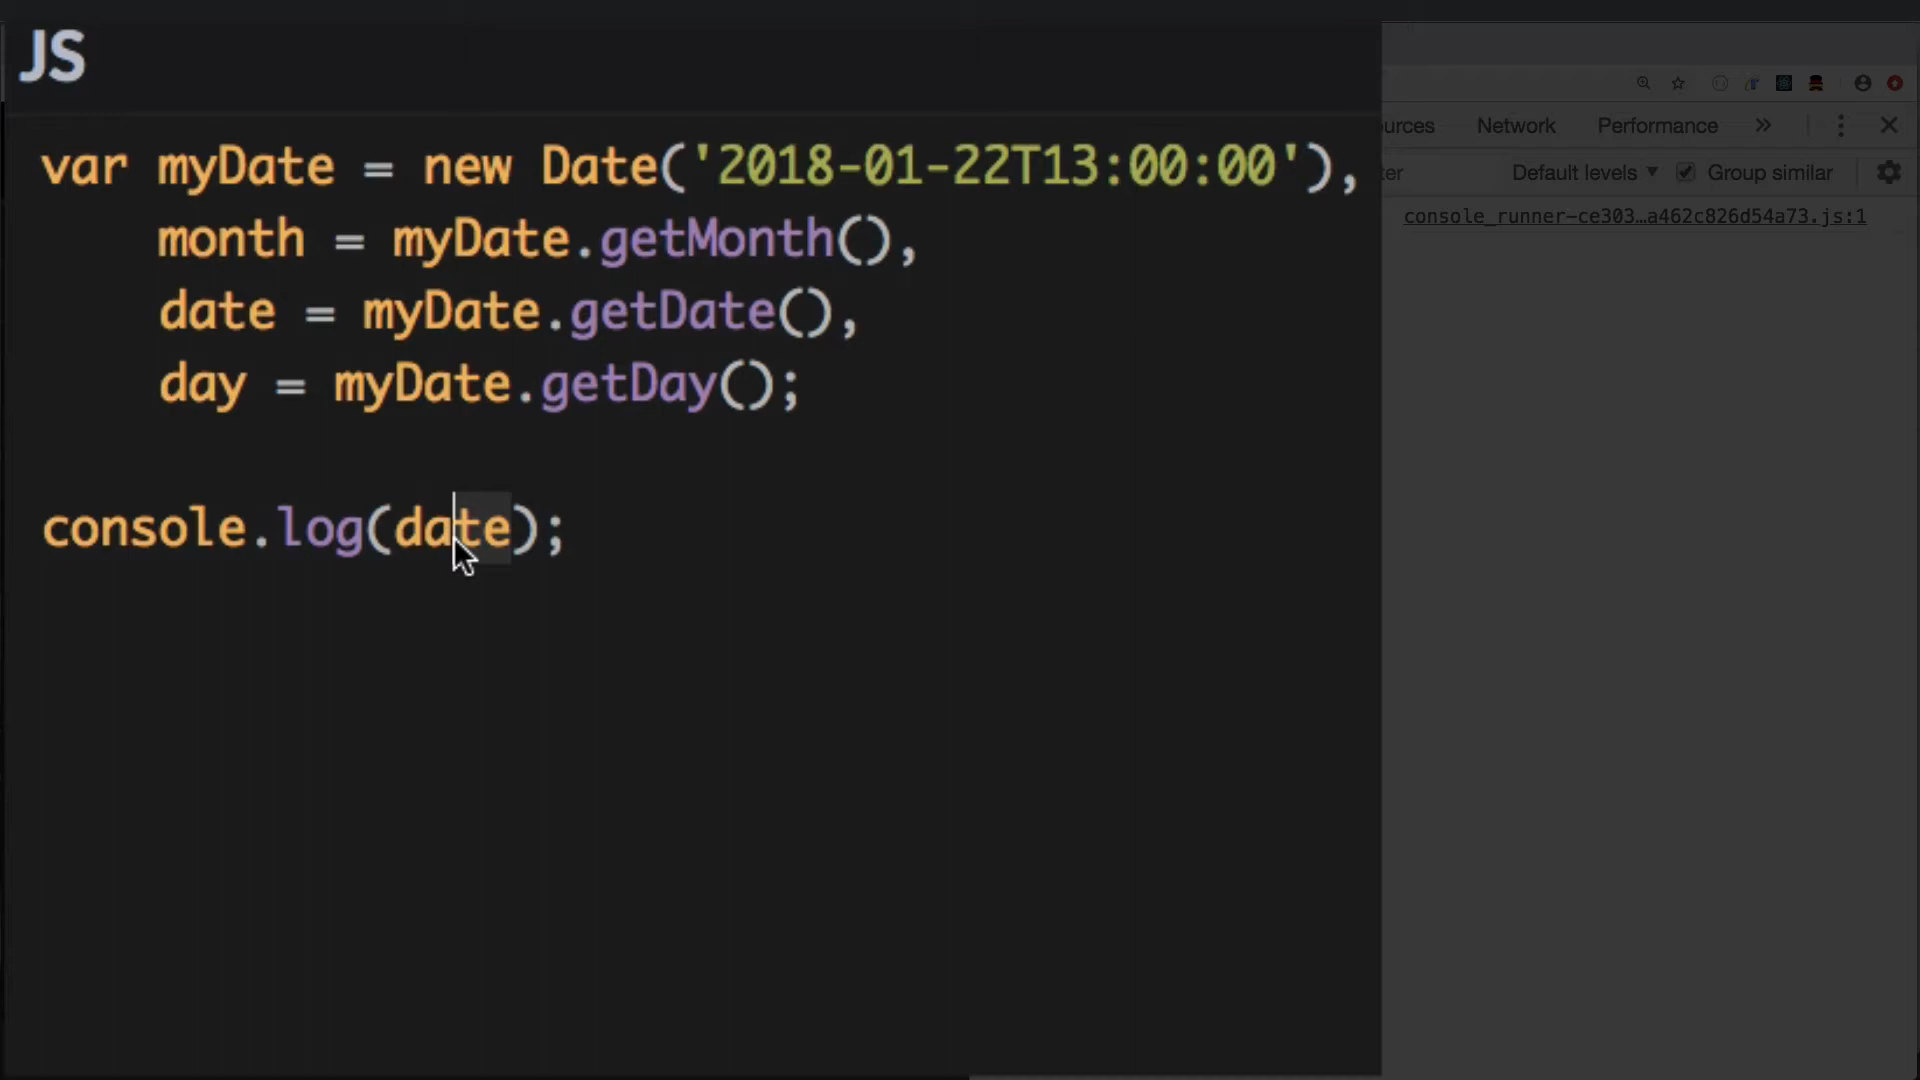 JS
var myDate = new Date('2018-01-22T13:00:00'),
month = myDate.getMonth(),
date = myDate.getDate(),
day = myDate.getDay();
console.log(date);
urces Network Performance »
ter Default levels ▼ Group similar
console_runner-ce303…a462c826d54a73.js:1